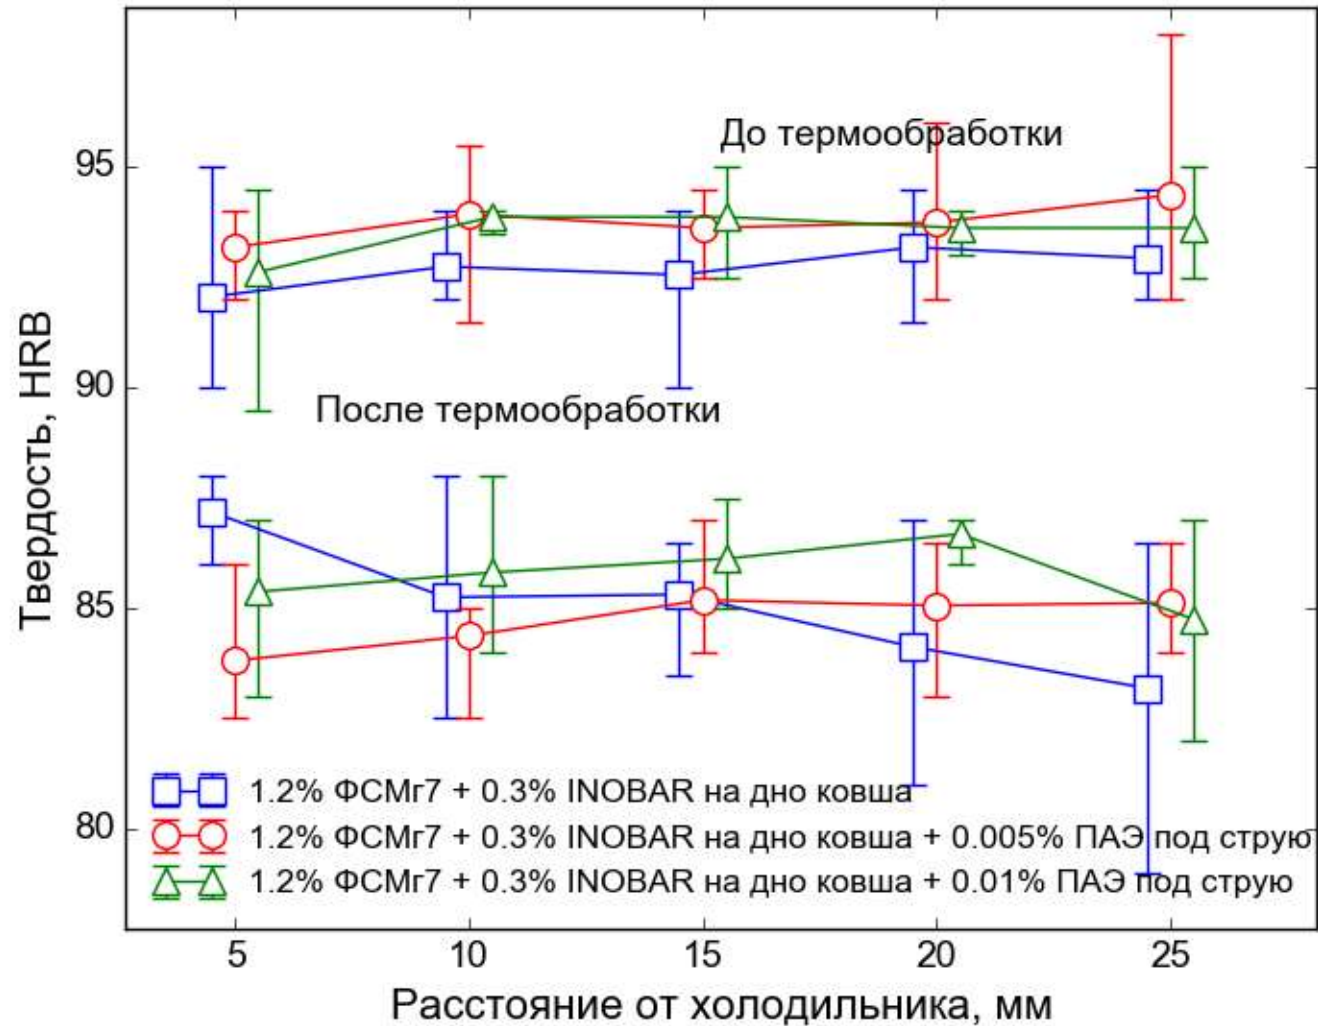 До термообработки
95
90
После термообработки
85
80
Твердость, HRB
1.2% ФСМг7 + 0.3% INOBAR на дно ковша
1.2% ФСМг7 + 0.3% INOBAR на дно ковша + 0.005% ПАЭ под струю
1.2% ФСМг7 + 0.3% INOBAR на дно ковша + 0.01% ПАЭ под струю
5 10 15 20 25
Расстояние от холодильника, мм